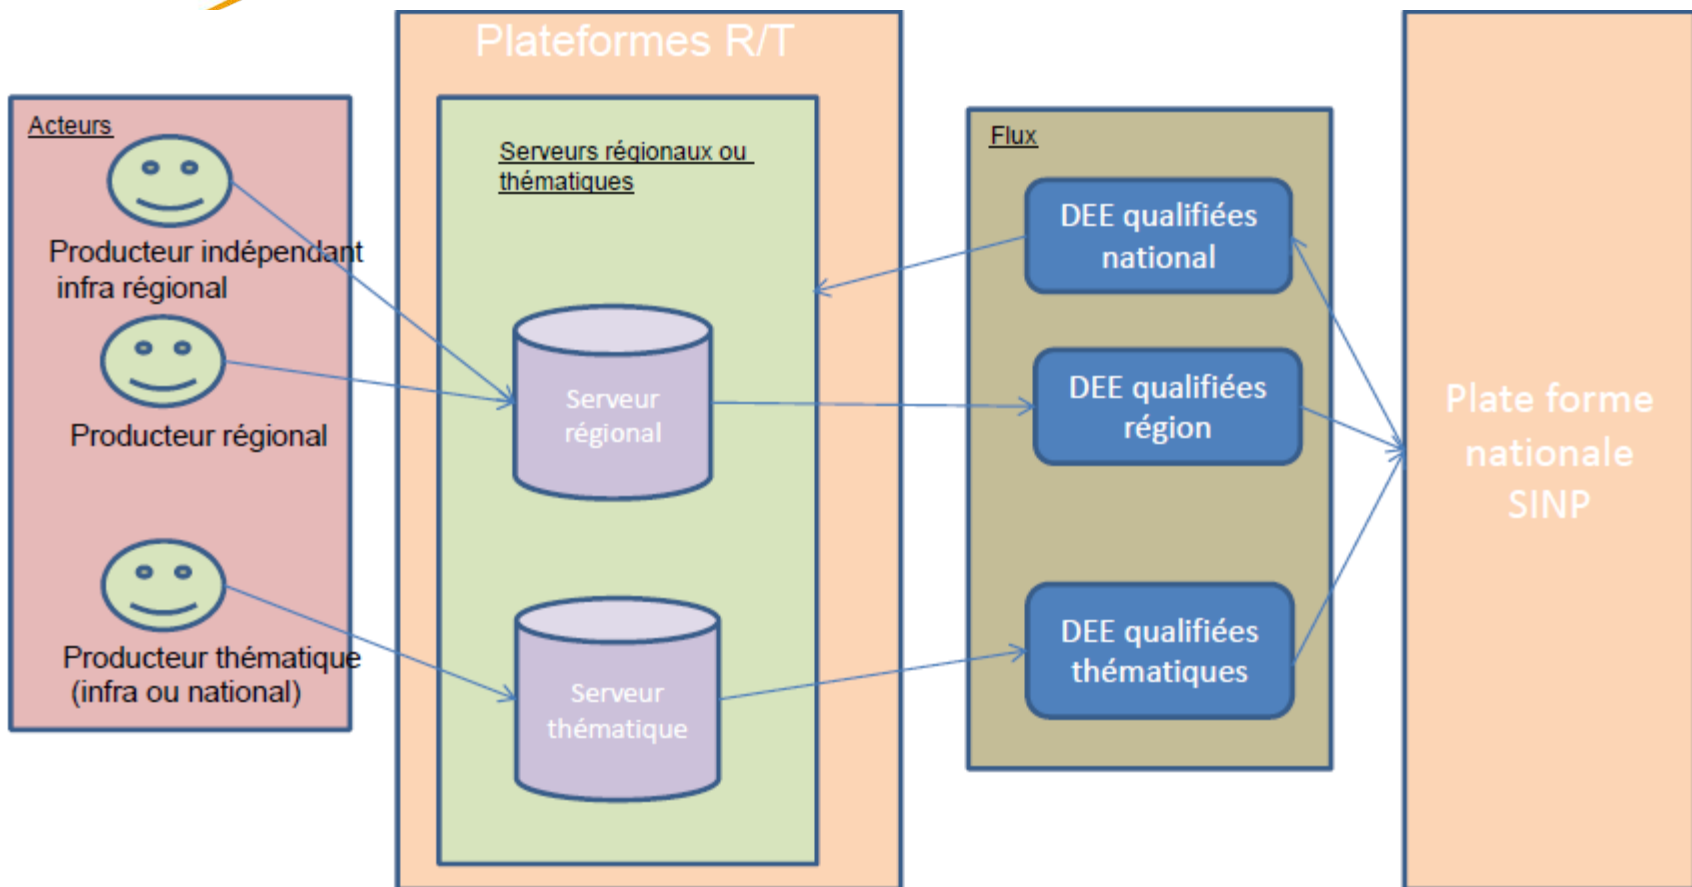 Plateformes R/T
Acteurs
Producteur indépendant
infra régional
Producteur régional
Producteur thématique
(infra ou national)
Serveurs régionaux ou
thématiques
Serveur
régional
Serveur
thématique
Flux
DEE qualifiées
national
DEE qualifiées
région
DEE qualifiées
thématiques
Plate forme
nationale
SINP